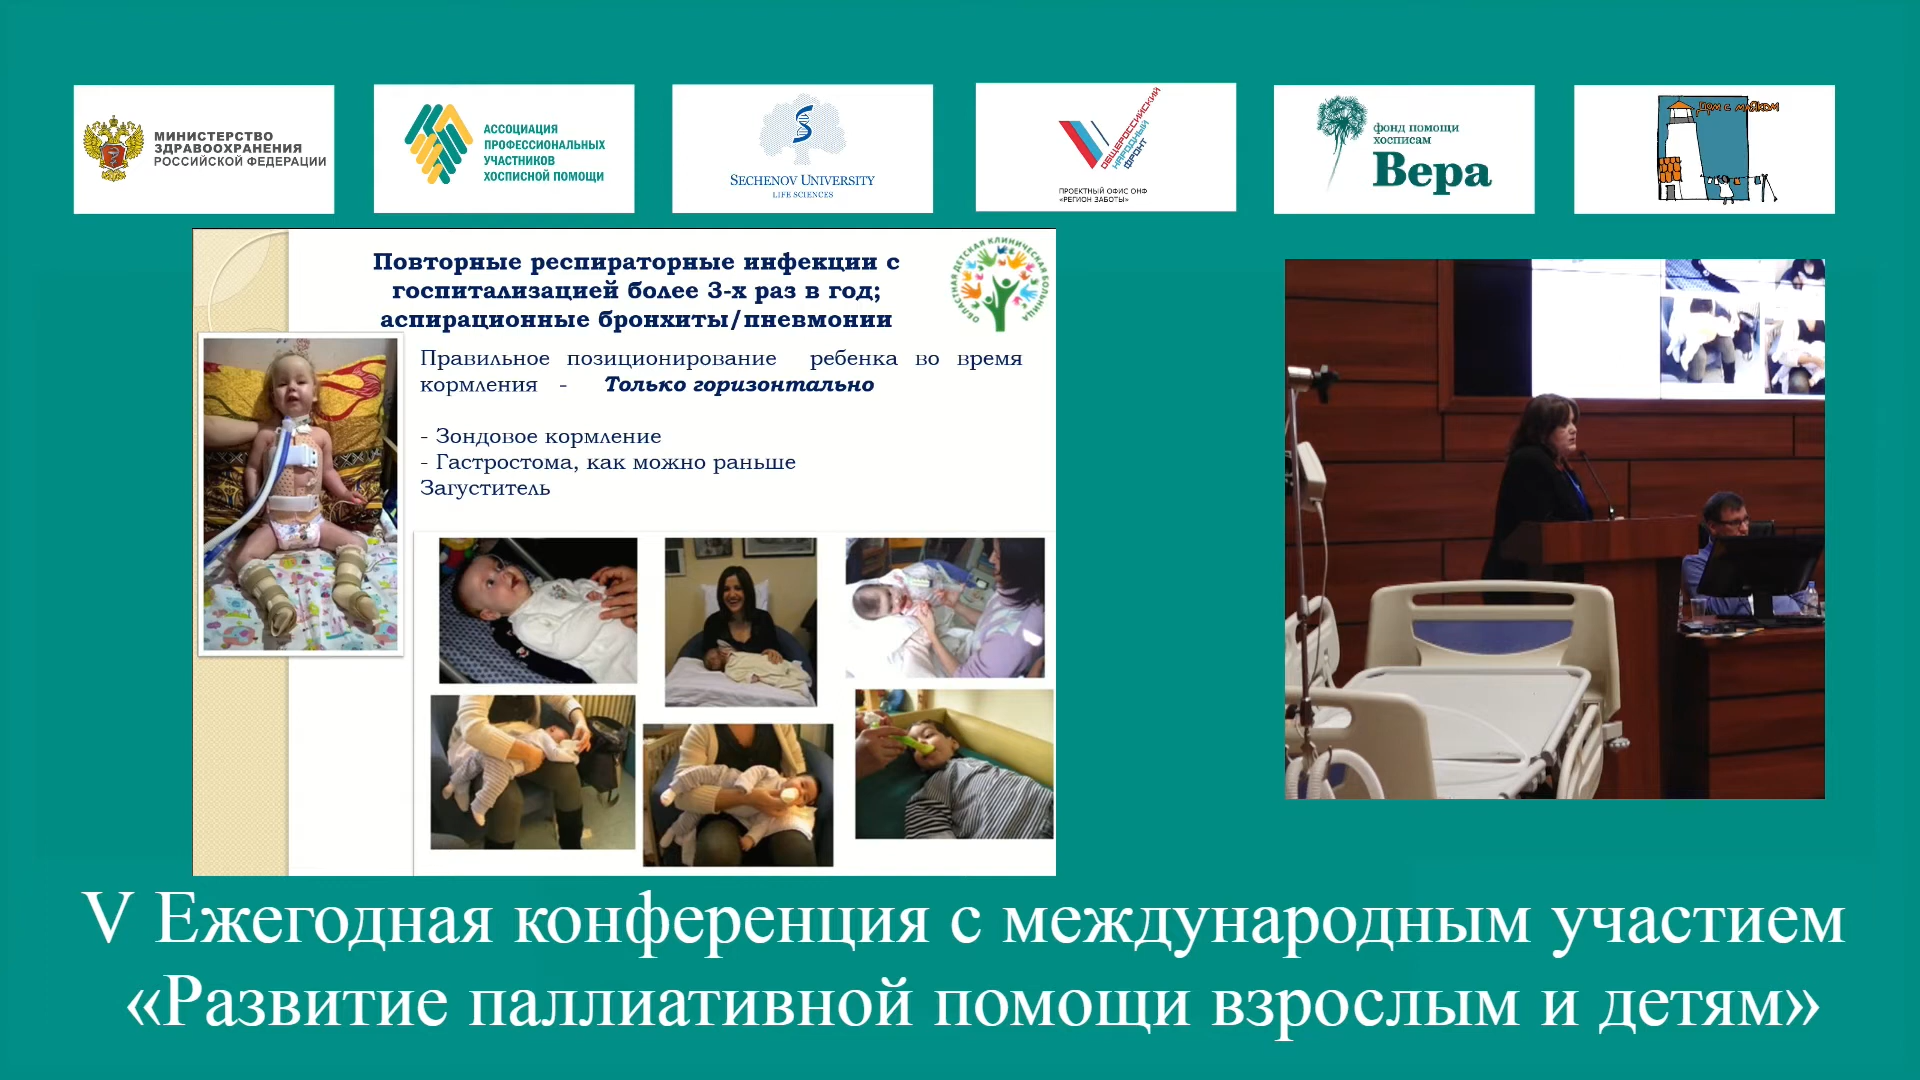 МИНИСТЕРСТВО
ЗДРАВООХРАНЕНИЯ
РОССИЙСКОЙ ФЕДЕРАЦИИ
АССОЦИАЦИЯ
ПРОФЕССИОНАЛЬНЫХ
УЧАСТНИКОВ
ХОСПИСНОЙ ПОМОЩИ
SECHENOV UNIVERSITY
LIFE SCIENCES
ОБЩЕРОССИЙСКИЙ
НАРОДНЫЙ
ФРОНТ
ПРОЕКТНЫЙ ОФИС ОНФ
«РЕГИОН ЗАБОТЫ»
фонд помощи
хосписам
Вера
Дом с маяком
Повторные респираторные инфекции с
госпитализацией более 3-х раз в год;
аспирационные бронхиты/пневмонии
ОБЛАСТНАЯ ДЕТСКАЯ КЛИНИЧЕСКАЯ БОЛЬНИЦА
Правильное позиционирование ребенка во время
кормления - Только горизонтально
- Зондовое кормление
- Гастростома, как можно раньше
Загуститель
V Ежегодная конференция с международным участием
«Развитие паллиативной помощи взрослым и детям»